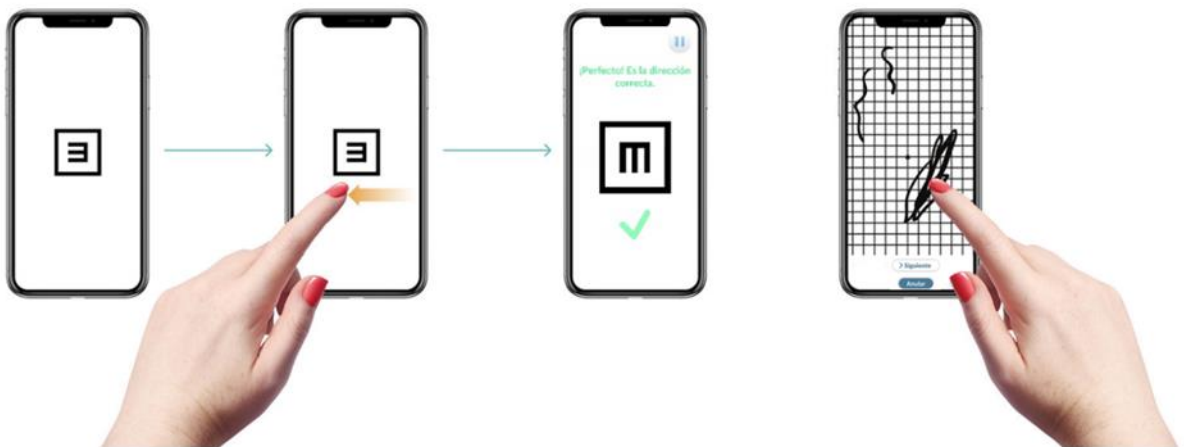 ¡Perfecto! Es la dirección
correcta.
> Siguiente
Anular